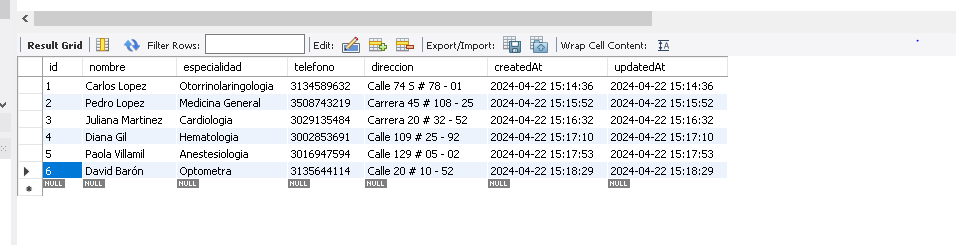 Result Grid Filter Rows: Edit: Export/Import: Wrap Cell Content:
id nombre especialidad telefono direccion createdAt updatedAt
1 Carlos Lopez Otorrinolaringologia 3134589632 Calle 74 S # 78 - 01 2024-04-22 15:14:36 2024-04-22 15:14:36
2 Pedro Lopez Medicina General 3508743219 Carrera 45 # 108 - 25 2024-04-22 15:15:52 2024-04-22 15:15:52
3 Juliana Martinez Cardiologia 3029135484 Carrera 20 # 32 - 52 2024-04-22 15:16:32 2024-04-22 15:16:32
4 Diana Gil Hematologia 3002853691 Calle 109 # 25 - 92 2024-04-22 15:17:10 2024-04-22 15:17:10
5 Paola Villamil Anestesiologia 3016947594 Calle 129 # 05 - 02 2024-04-22 15:17:53 2024-04-22 15:17:53
6 David Barón Optometra 3135644114 Calle 20 # 10 - 52 2024-04-22 15:18:29 2024-04-22 15:18:29
NULL NULL NULL NULL NULL NULL NULL